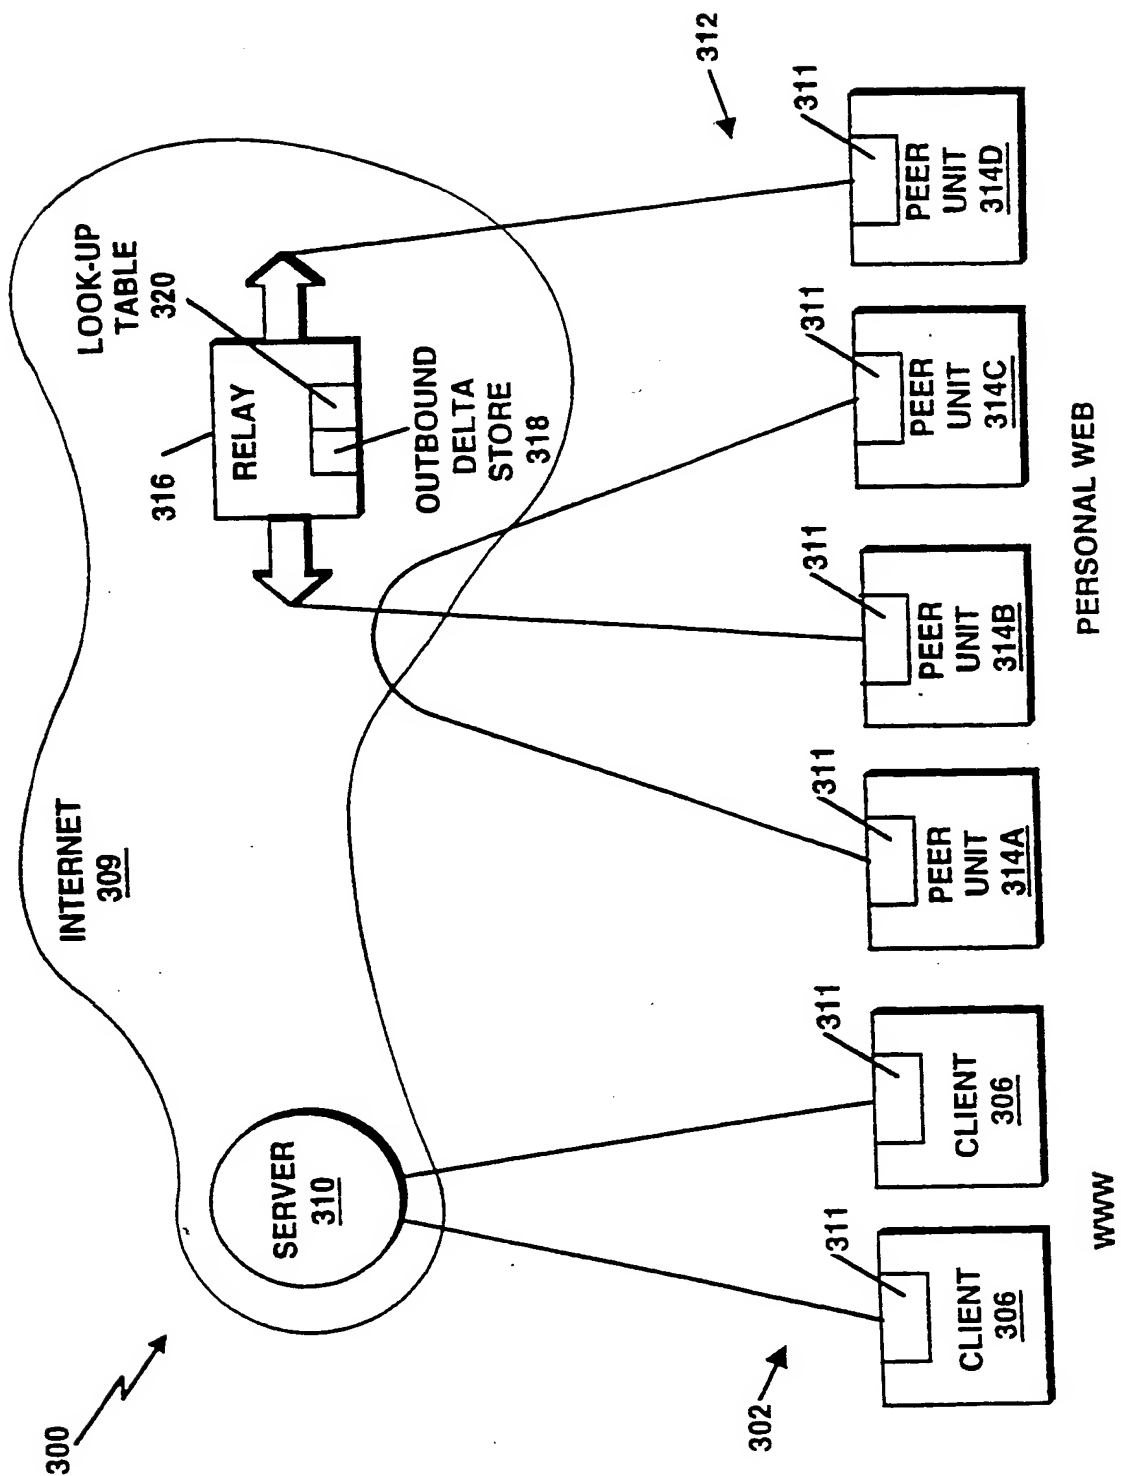 300
INTERNET
309
LOOK-UP
TABLE
320
316
RELAY
OUTBOUND
DELTA
STORE
318
SERVER
310
302
312
311
CLIENT
306
311
CLIENT
306
311
PEER
UNIT
314A
311
PEER
UNIT
314B
311
PEER
UNIT
314C
311
PEER
UNIT
314D
WWW
PERSONAL WEB